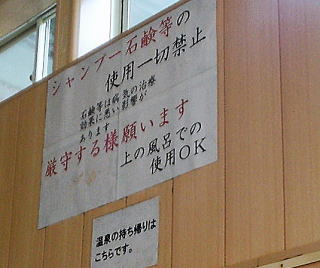 シャンプー石鹸等の
使用一切禁止
石鹸等は病気の治療
効果に悪い影響が
あります
厳守する様願います
上の風呂での
使用OK
温泉の持ち帰りは
こちらです。